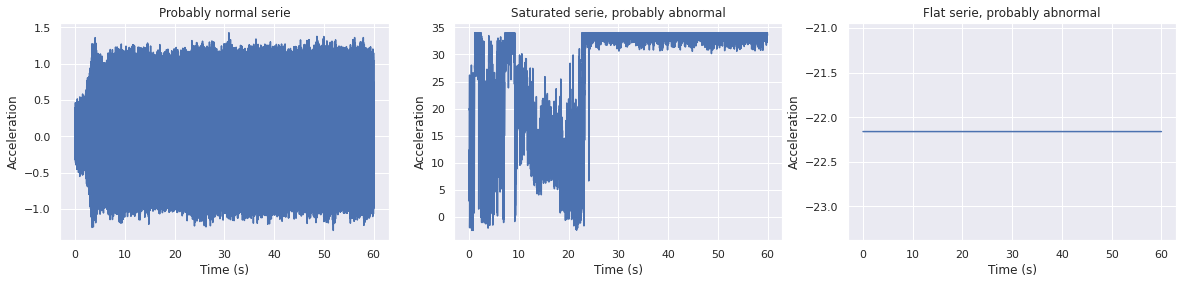 Probably normal serie
1.5
1.0
0.5
0.0
−0.5
−1.0
Acceleration
0 10 20 30 40 50 60
Time (s)
Saturated serie, probably abnormal
35
30
25
20
15
10
5
0
Acceleration
0 10 20 30 40 50 60
Time (s)
Flat serie, probably abnormal
−21.0
−21.5
−22.0
−22.5
−23.0
Acceleration
0 10 20 30 40 50 60
Time (s)